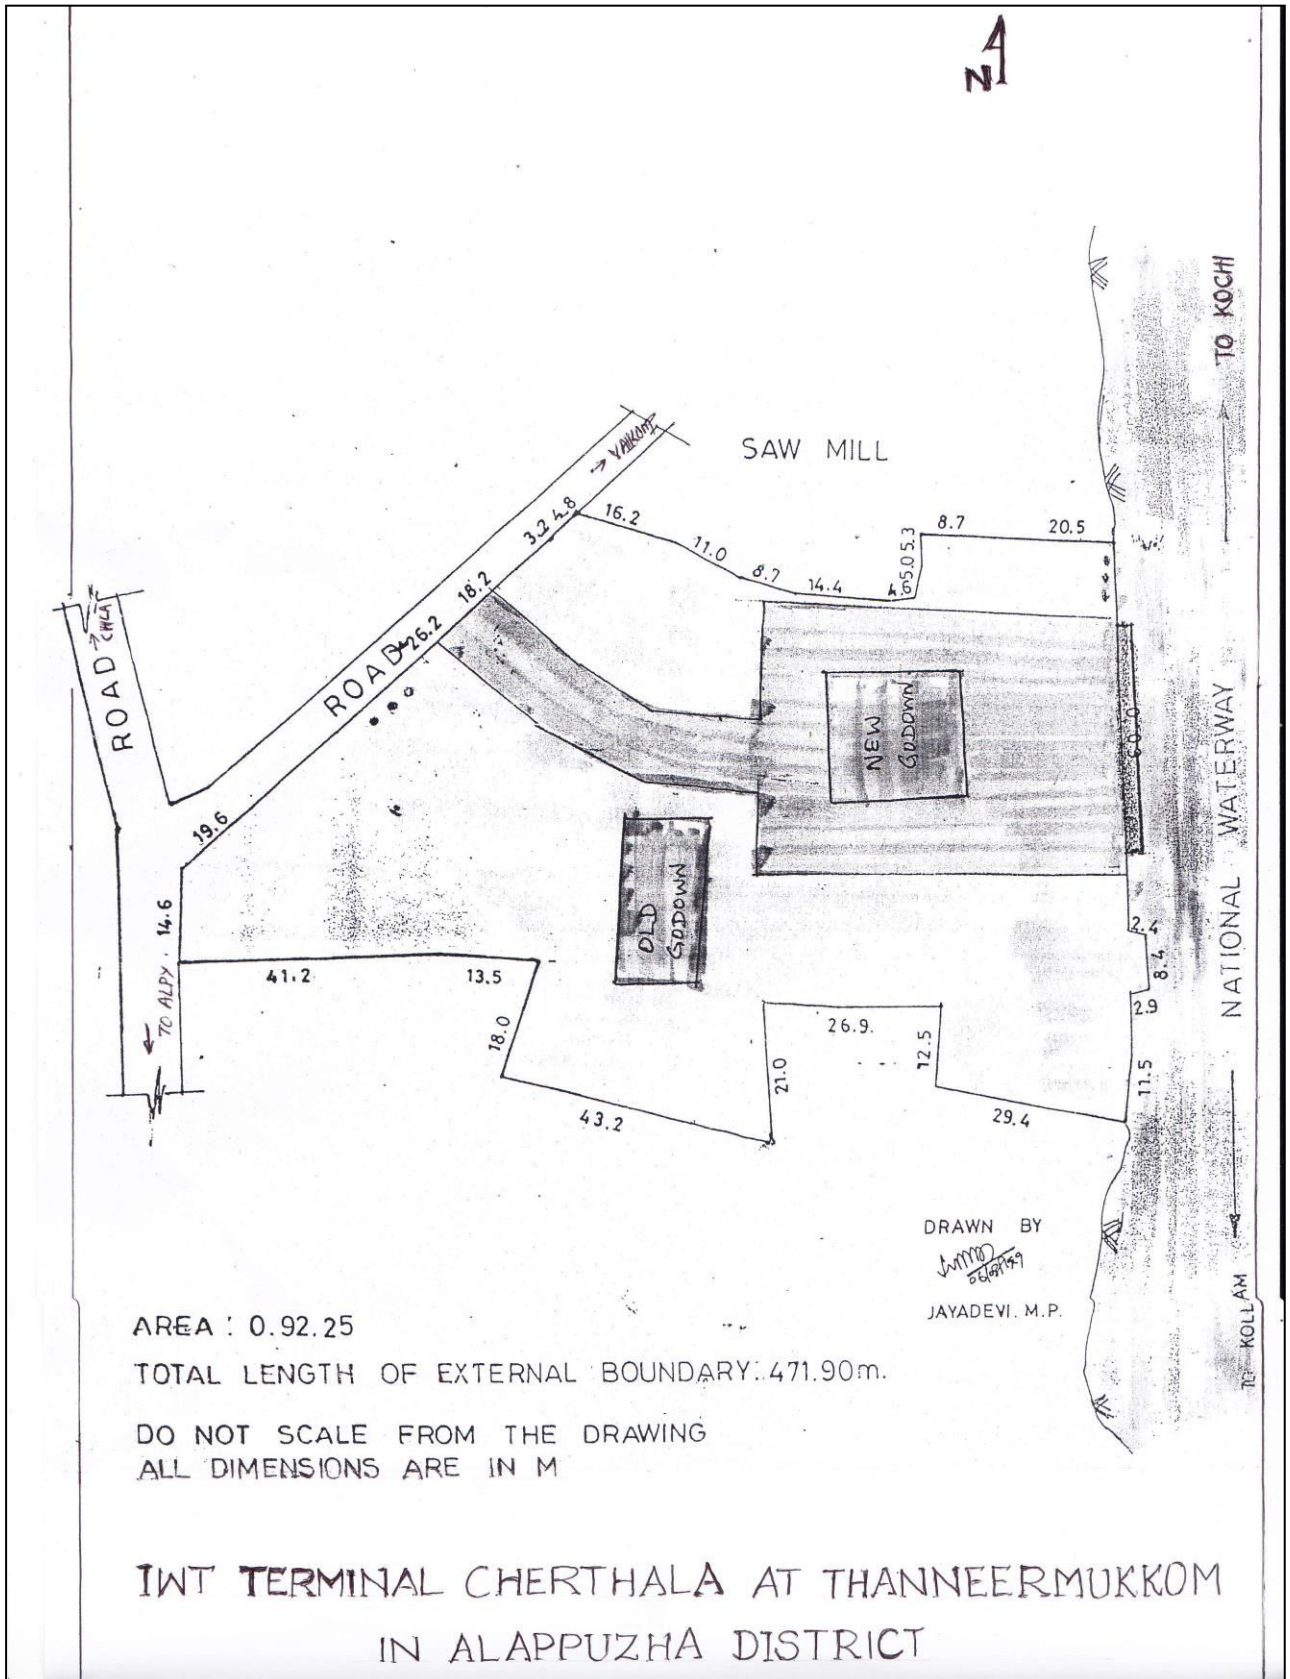 N
TO KOCHI
→ VAIKOM
SAW MILL
3.2 4.8
16.2
11.0
8.7
14.4
4.6
5.0
5.3
8.7
20.5
18.2
26.2
ROAD
ROAD
→ CHLA
19.6
14.6
← TO ALPY.
NEW
GODOWN
60.0
NATIONAL WATERWAY
OLD
GODOWN
2.4
8.4
2.9
11.5
41.2
13.5
18.0
43.2
21.0
26.9.
12.5
29.4
TO KOLLAM
DRAWN BY
JAYADEVI. M.P.
AREA : 0.92.25
TOTAL LENGTH OF EXTERNAL BOUNDARY: 471.90m.
DO NOT SCALE FROM THE DRAWING
ALL DIMENSIONS ARE IN M
IWT TERMINAL CHERTHALA AT THANNEERMUKKOM
IN ALAPPUZHA DISTRICT